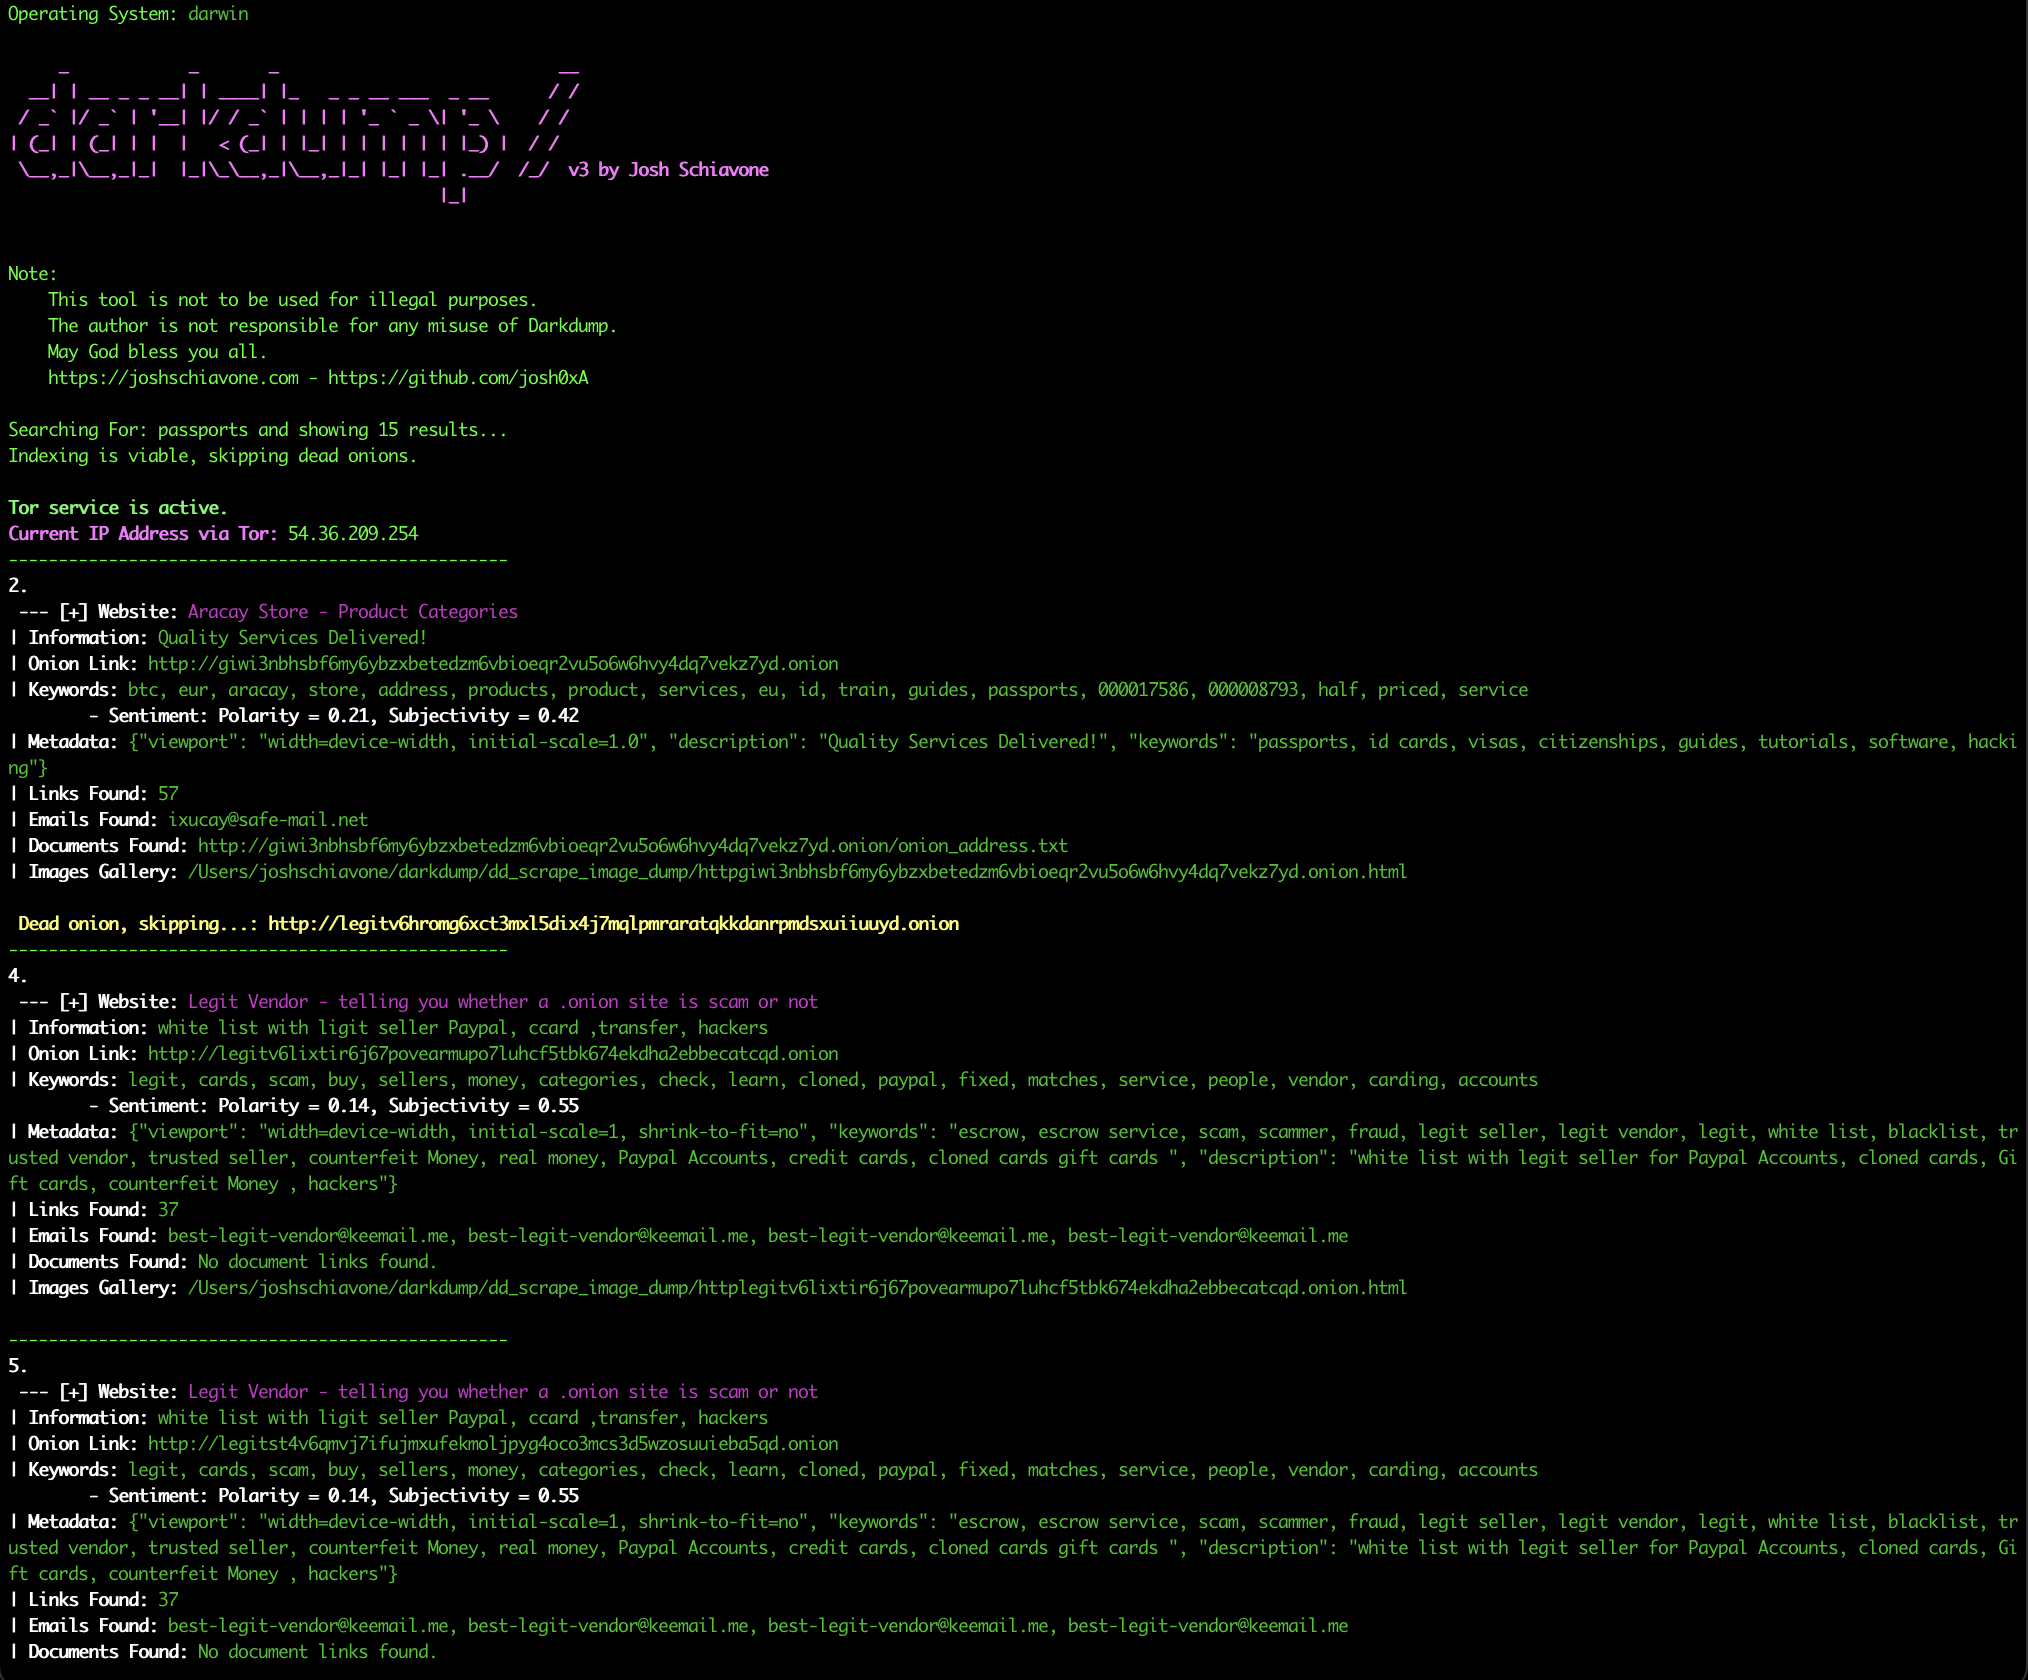 Operating System: darwin
v3 by Josh Schiavone
Note:
This tool is not to be used for illegal purposes.
The author is not responsible for any misuse of Darkdump.
May God bless you all.
https://joshschiavone.com - https://github.com/josh0xA
Searching For: passports and showing 15 results...
Indexing is viable, skipping dead onions.
Tor service is active.
Current IP Address via Tor: 54.36.209.254
--------------------------------------------------
2.
--- [+] Website: Aracay Store - Product Categories
| Information: Quality Services Delivered!
| Onion Link: http://giwi3nbhsbf6my6ybzxbetedzm6vbioeqr2vu5o6w6hvy4dq7vekz7yd.onion
| Keywords: btc, eur, aracay, store, address, products, product, services, eu, id, train, guides, passports, 000017586, 000008793, half, priced, service
- Sentiment: Polarity = 0.21, Subjectivity = 0.42
| Metadata: {"viewport": "width=device-width, initial-scale=1.0", "description": "Quality Services Delivered!", "keywords": "passports, id cards, visas, citizenships, guides, tutorials, software, hacki
ng"}
| Links Found: 57
| Emails Found: ixucay@safe-mail.net
| Documents Found: http://giwi3nbhsbf6my6ybzxbetedzm6vbioeqr2vu5o6w6hvy4dq7vekz7yd.onion/onion_address.txt
| Images Gallery: /Users/joshschiavone/darkdump/dd_scrape_image_dump/httpgiwi3nbhsbf6my6ybzxbetedzm6vbioeqr2vu5o6w6hvy4dq7vekz7yd.onion.html
Dead onion, skipping...: http://legitv6hromg6xct3mxl5dix4j7mqlpmraratqkkdanrpmdsxuiiuuyd.onion
--------------------------------------------------
4.
--- [+] Website: Legit Vendor - telling you whether a .onion site is scam or not
| Information: white list with ligit seller Paypal, ccard ,transfer, hackers
| Onion Link: http://legitv6lixtir6j67povearmupo7luhcf5tbk674ekdha2ebbecatcqd.onion
| Keywords: legit, cards, scam, buy, sellers, money, categories, check, learn, cloned, paypal, fixed, matches, service, people, vendor, carding, accounts
- Sentiment: Polarity = 0.14, Subjectivity = 0.55
| Metadata: {"viewport": "width=device-width, initial-scale=1, shrink-to-fit=no", "keywords": "escrow, escrow service, scam, scammer, fraud, legit seller, legit vendor, legit, white list, blacklist, tr
usted vendor, trusted seller, counterfeit Money, real money, Paypal Accounts, credit cards, cloned cards gift cards ", "description": "white list with legit seller for Paypal Accounts, cloned cards, Gi
ft cards, counterfeit Money , hackers"}
| Links Found: 37
| Emails Found: best-legit-vendor@keemail.me, best-legit-vendor@keemail.me, best-legit-vendor@keemail.me, best-legit-vendor@keemail.me
| Documents Found: No document links found.
| Images Gallery: /Users/joshschiavone/darkdump/dd_scrape_image_dump/httplegitv6lixtir6j67povearmupo7luhcf5tbk674ekdha2ebbecatcqd.onion.html
--------------------------------------------------
5.
--- [+] Website: Legit Vendor - telling you whether a .onion site is scam or not
| Information: white list with ligit seller Paypal, ccard ,transfer, hackers
| Onion Link: http://legitst4v6qmvj7ifujmxufekmoljpyg4oco3mcs3d5wzosuuieba5qd.onion
| Keywords: legit, cards, scam, buy, sellers, money, categories, check, learn, cloned, paypal, fixed, matches, service, people, vendor, carding, accounts
- Sentiment: Polarity = 0.14, Subjectivity = 0.55
| Metadata: {"viewport": "width=device-width, initial-scale=1, shrink-to-fit=no", "keywords": "escrow, escrow service, scam, scammer, fraud, legit seller, legit vendor, legit, white list, blacklist, tr
usted vendor, trusted seller, counterfeit Money, real money, Paypal Accounts, credit cards, cloned cards gift cards ", "description": "white list with legit seller for Paypal Accounts, cloned cards, Gi
ft cards, counterfeit Money , hackers"}
| Links Found: 37
| Emails Found: best-legit-vendor@keemail.me, best-legit-vendor@keemail.me, best-legit-vendor@keemail.me, best-legit-vendor@keemail.me
| Documents Found: No document links found.